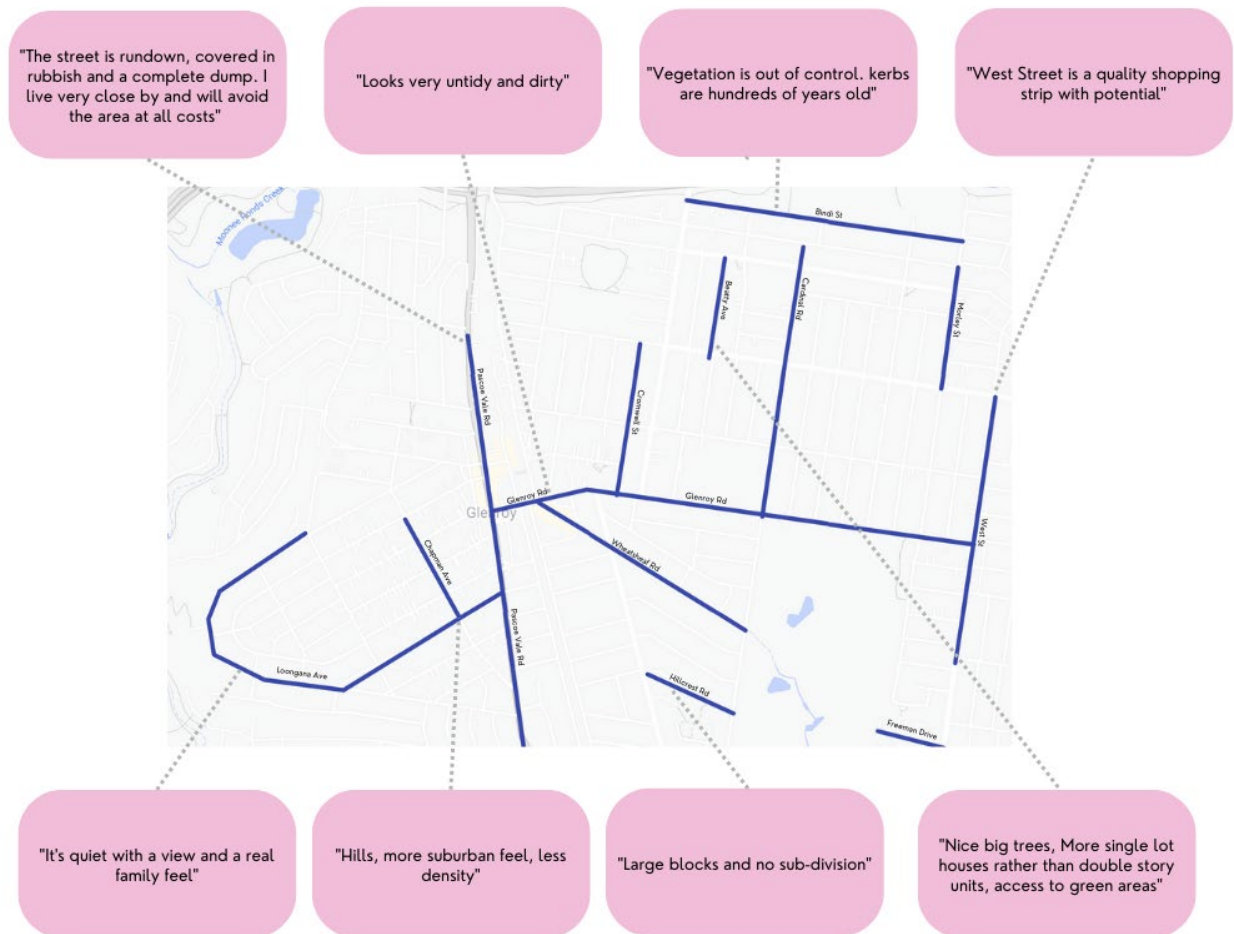 "The street is rundown, covered in
rubbish and a complete dump. I
live very close by and will avoid
the area at all costs"
"Looks very untidy and dirty"
"Vegetation is out of control. kerbs
are hundreds of years old"
"West Street is a quality shopping
strip with potential"
Moonee Ponds Creek
Bindi St
Beatty Ave
Cardinal Rd
Morley St
Pascoe Vale Rd
Cromwell St
Glenroy Rd
Glenroy Rd
Glenroy
West St
Chapman Ave
Wheatsheaf Rd
Pascoe Vale Rd
Loongana Ave
Hillcrest Rd
Freeman Drive
"It's quiet with a view and a real
family feel"
"Hills, more suburban feel, less
density"
"Large blocks and no sub-division"
"Nice big trees, More single lot
houses rather than double story
units, access to green areas"